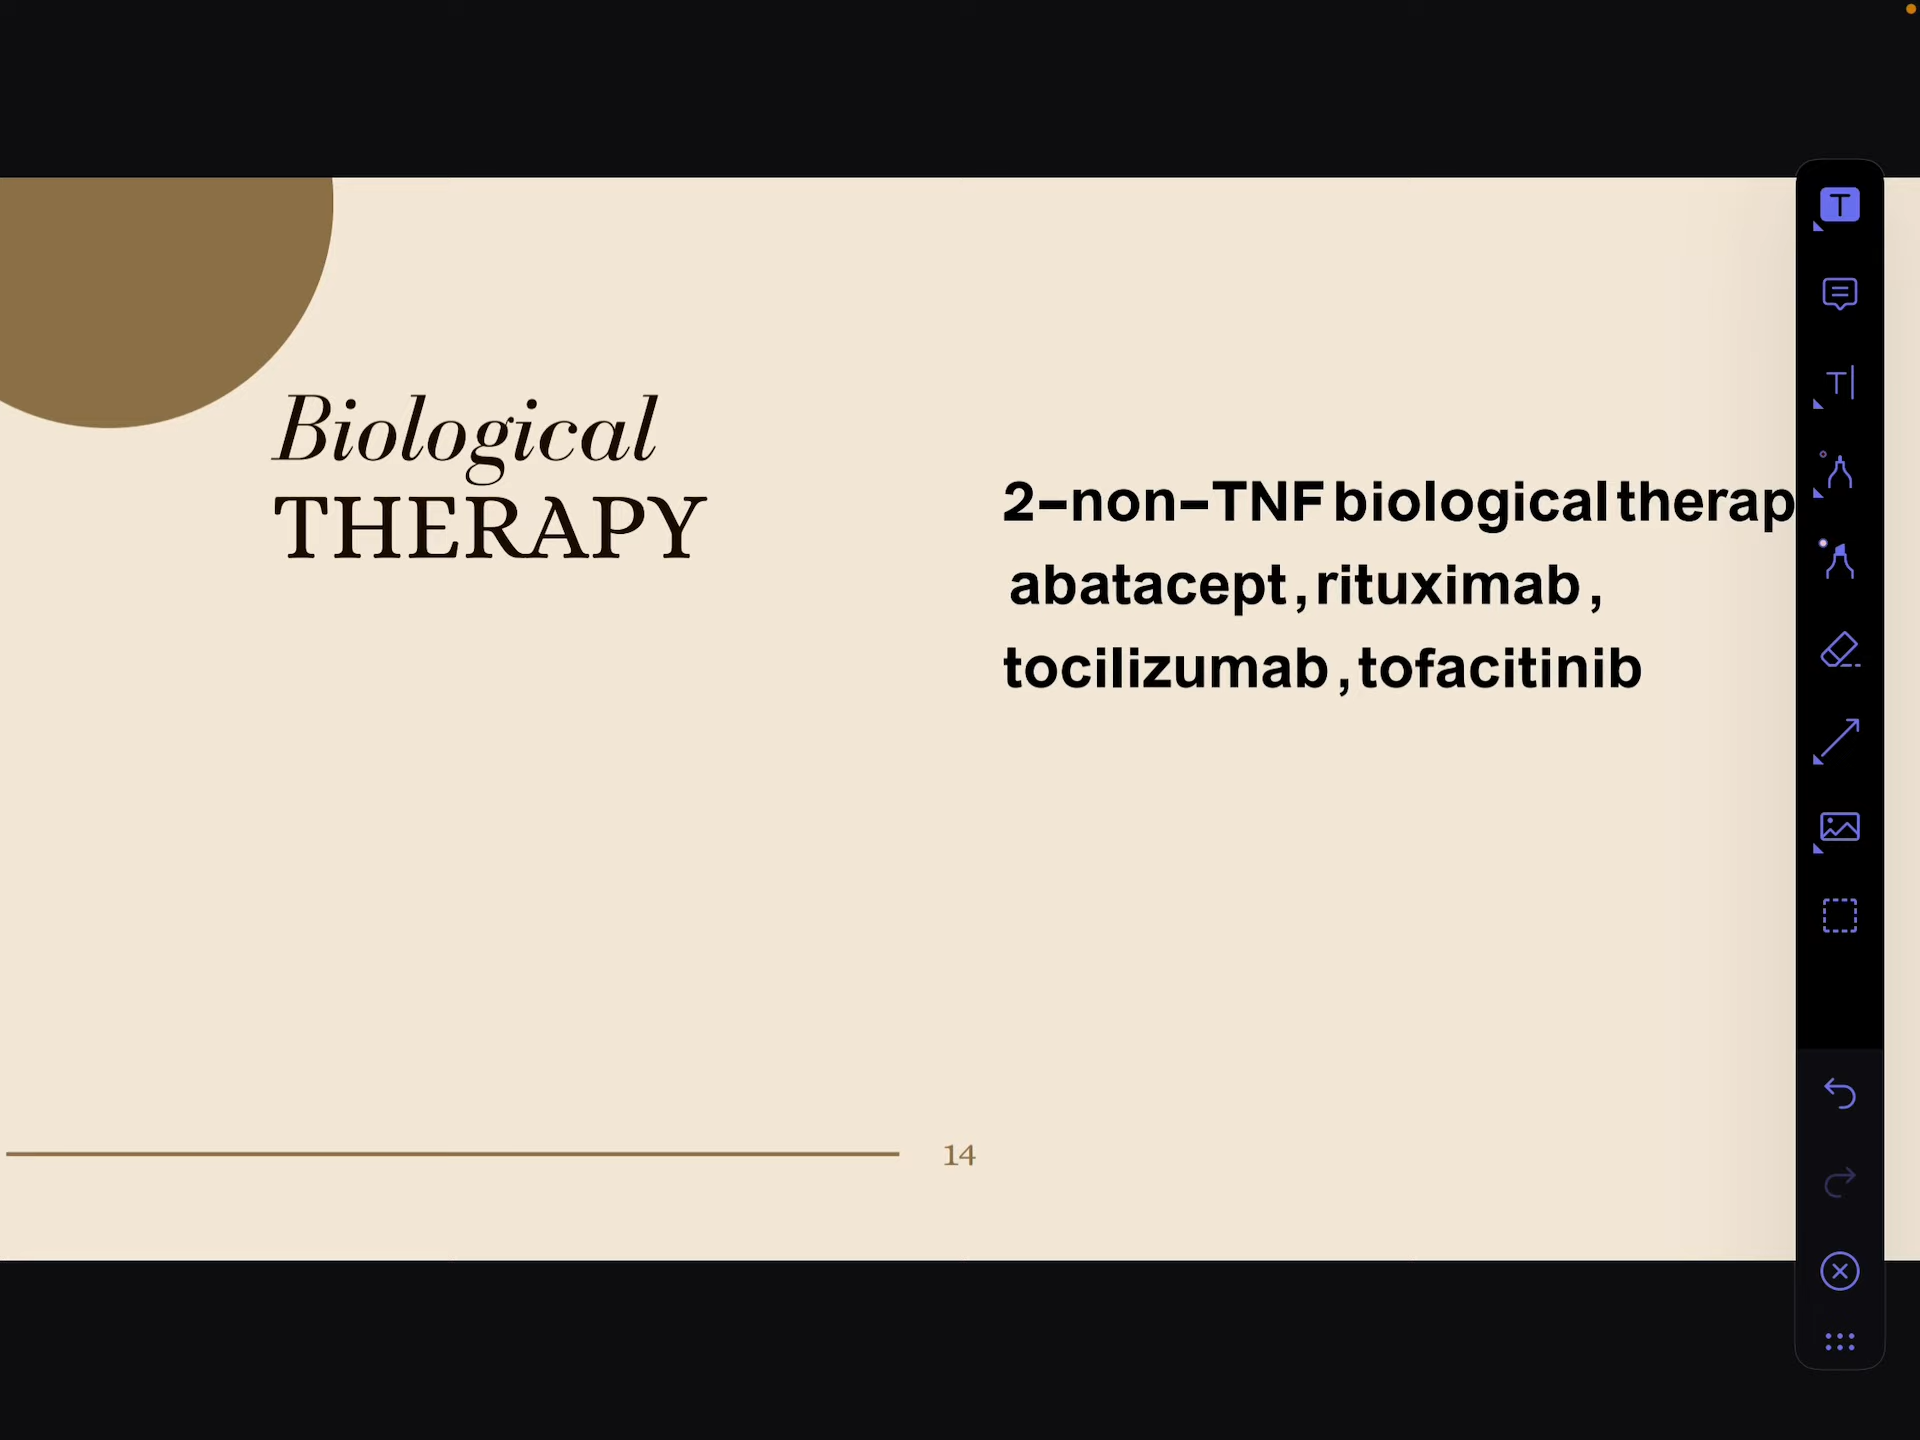 Biological
THERAPY
2-non-TNF biological therap
abatacept, rituximab,
tocilizumab, tofacitinib
14